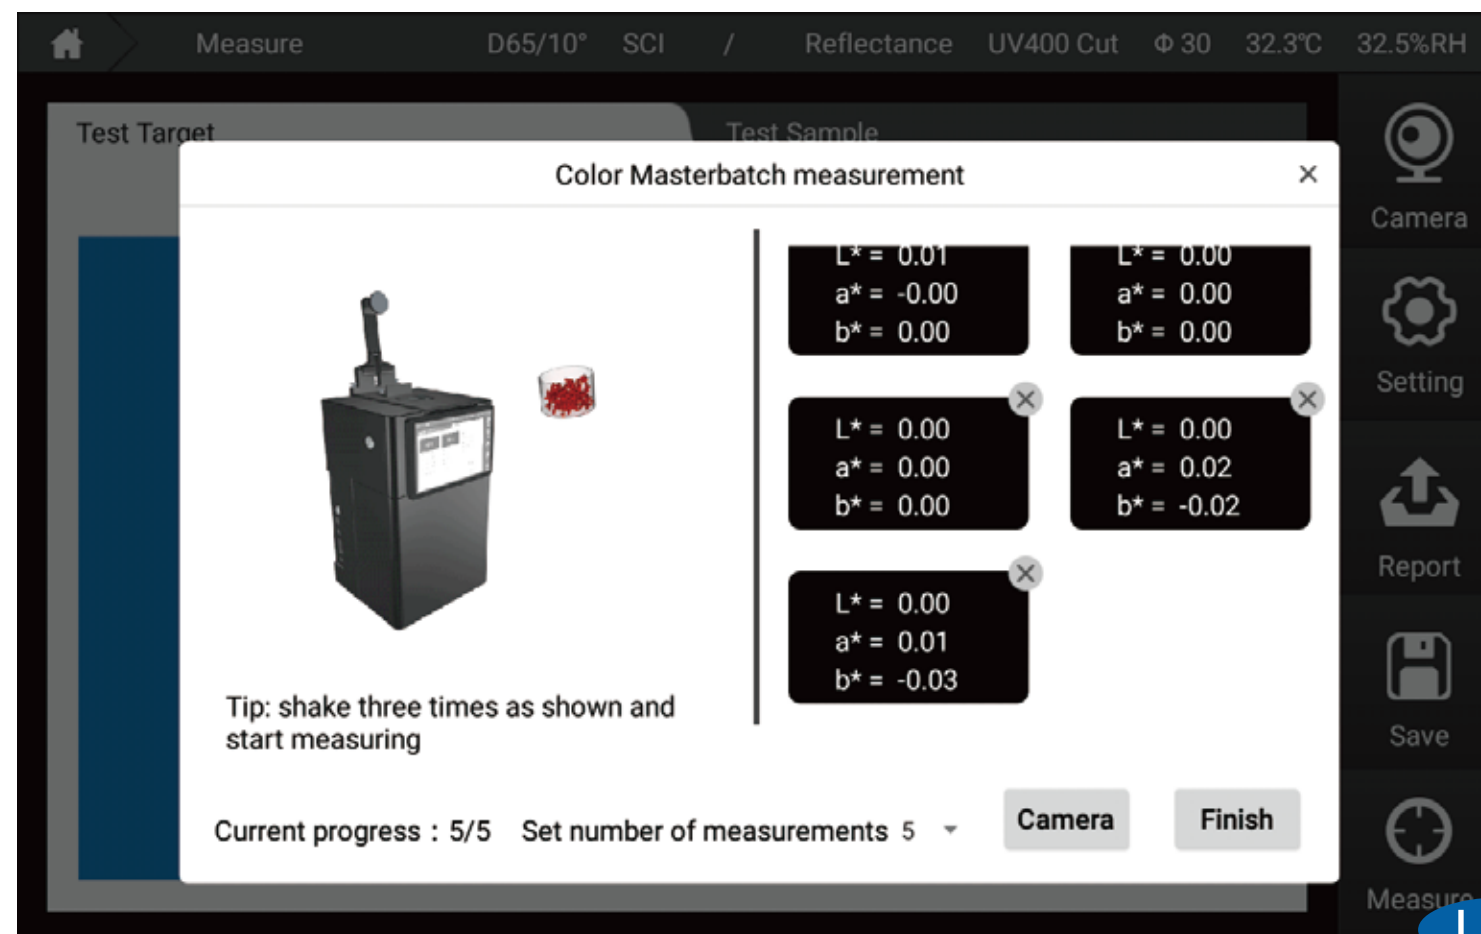 Measure D65/10° SCI / Reflectance UV400 Cut Φ 30 32.3℃ 32.5%RH
Test Target Test Sample
Color Masterbatch measurement ×
Camera
L* = 0.01 L* = 0.00
a* = -0.00 a* = 0.00
b* = 0.00 b* = 0.00
Setting
L* = 0.00 L* = 0.00
a* = 0.00 a* = 0.02
b* = 0.00 b* = -0.02
Report
L* = 0.00
a* = 0.01
b* = -0.03
Tip: shake three times as shown and
start measuring
Save
Current progress : 5/5 Set number of measurements 5 Camera Finish
Measure